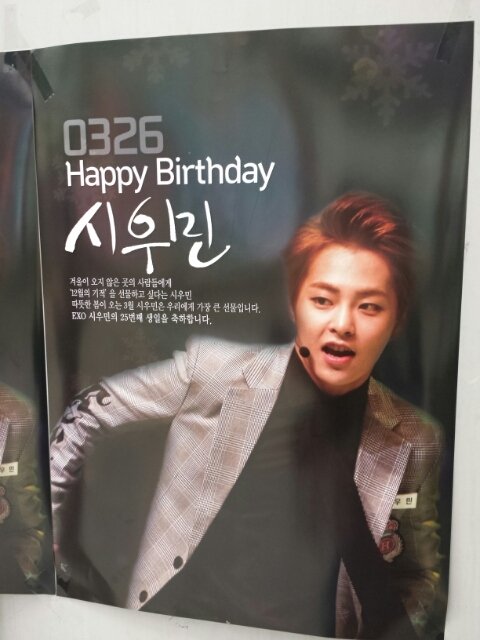 0326
Happy Birthday
시우민
겨울이 오지 않은 곳의 사람들에게
'12월의 기적' 을 선물하고 싶다는 시우민
따뜻한 봄이 오는 3월 시우민은 우리에게 가장 큰 선물입니다.
EXO 시우민의 25번째 생일을 축하합니다.
우 민
우 민